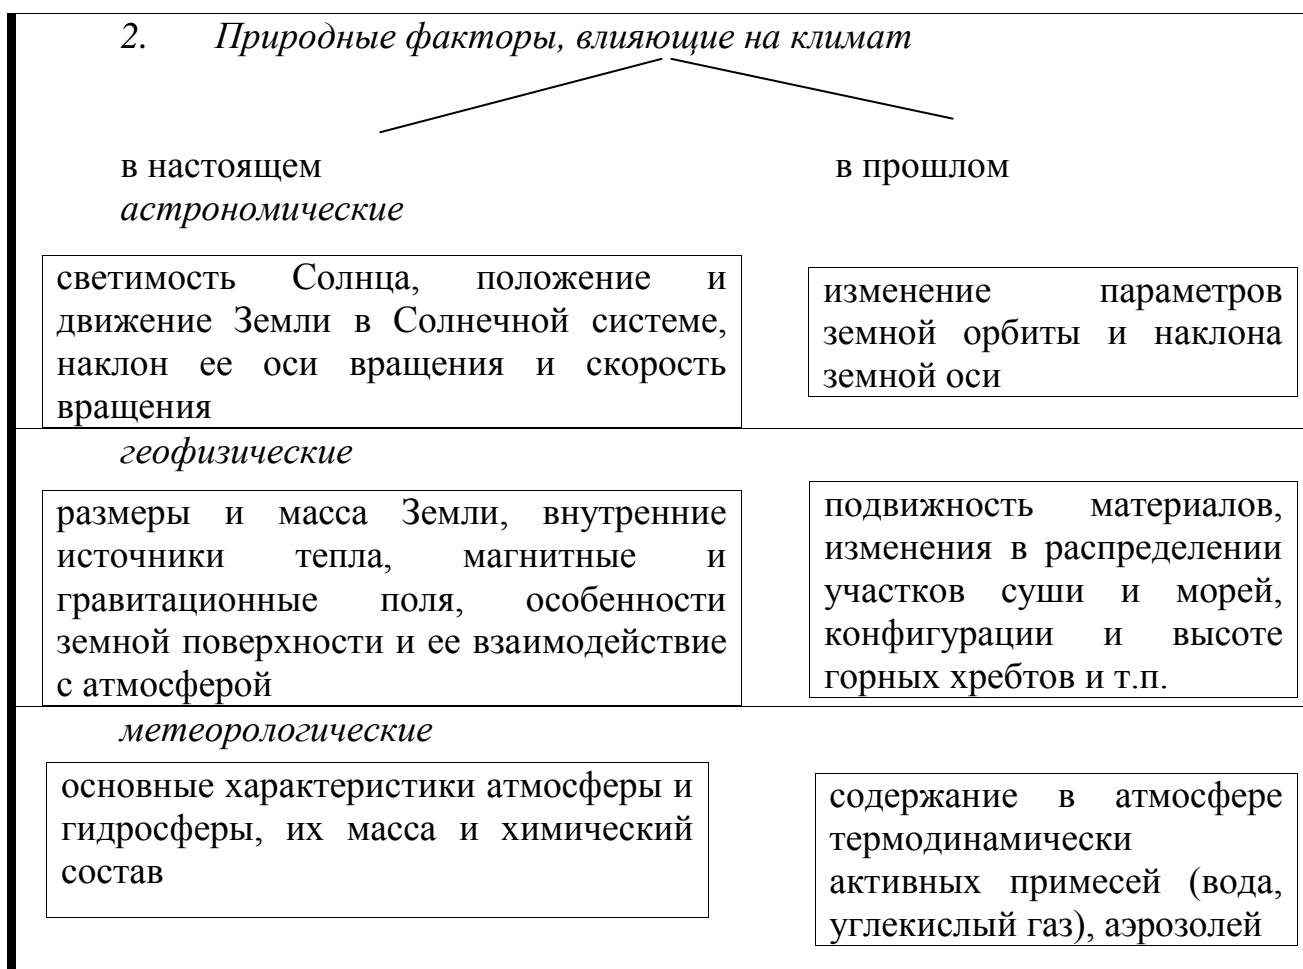 2. Природные факторы, влияющие на климат
в настоящем
в прошлом
астрономические
светимость Солнца, положение и
движение Земли в Солнечной системе,
наклон ее оси вращения и скорость
вращения
изменение параметров
земной орбиты и наклона
земной оси
геофизические
размеры и масса Земли, внутренние
источники тепла, магнитные и
гравитационные поля, особенности
земной поверхности и ее взаимодействие
с атмосферой
подвижность материалов,
изменения в распределении
участков суши и морей,
конфигурации и высоте
горных хребтов и т.п.
метеорологические
основные характеристики атмосферы и
гидросферы, их масса и химический
состав
содержание в атмосфере
термодинамически
активных примесей (вода,
углекислый газ), аэрозолей